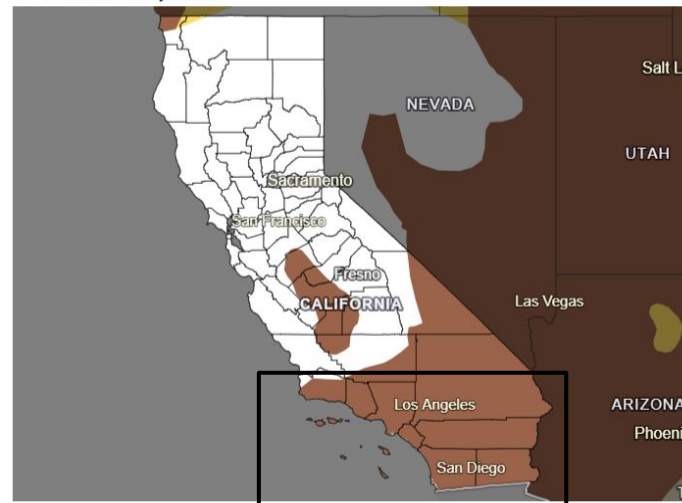 Salt L
NEVADA
UTAH
Sacramento
San Francisco
Fresno
CALIFORNIA
Las Vegas
Los Angeles
ARIZONA
Phoeni
San Diego